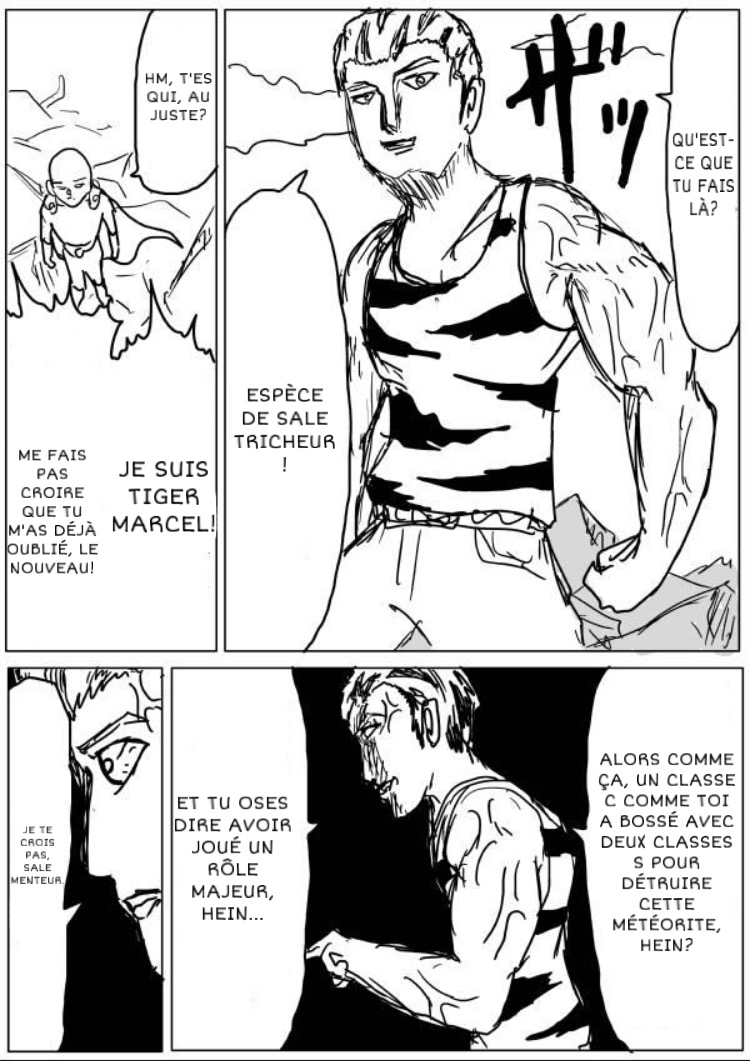 QU'EST-
CE QUE
TU FAIS
LÀ?
ザッ
ESPÈCE
DE SALE
TRICHEUR
!
HM, T'ES
QUI, AU
JUSTE?
JE SUIS
TIGER
MARCEL!
ME FAIS
PAS
CROIRE
QUE TU
M'AS DÉJÀ
OUBLIÉ, LE
NOUVEAU!
ALORS COMME
ÇA, UN CLASSE
C COMME TOI
A BOSSÉ AVEC
DEUX CLASSES
S POUR
DÉTRUIRE
CETTE
MÉTÉORITE,
HEIN?
ET TU OSES
DIRE AVOIR
JOUÉ UN
RÔLE
MAJEUR,
HEIN...
JE TE
CROIS
PAS,
SALE
MENTEUR.